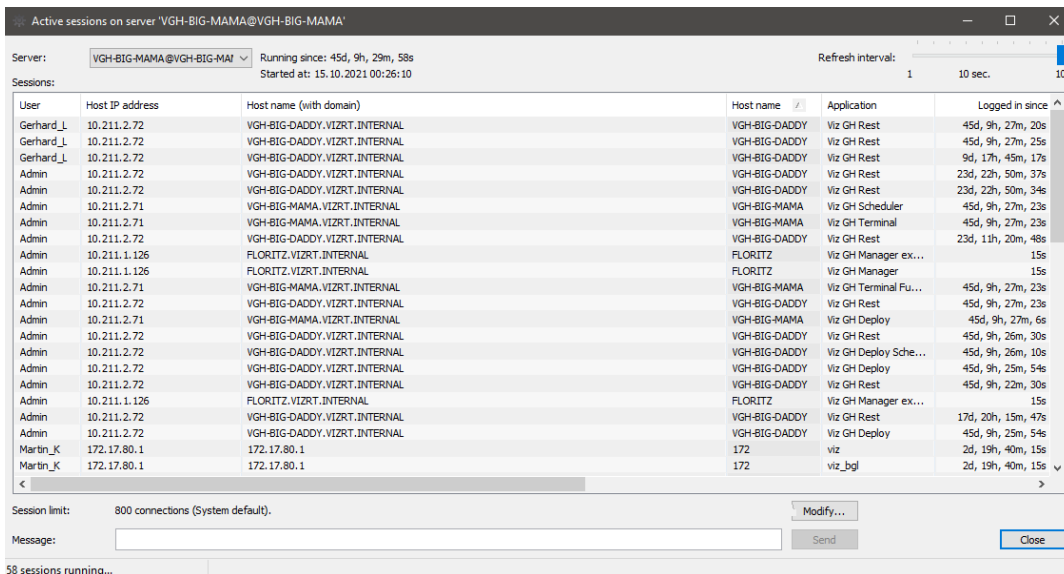 Active sessions on server 'VGH-BIG-MAMA@VGH-BIG-MAMA'
Server: VGH-BIG-MAMA@VGH-BIG-MAI Running since: 45d, 9h, 29m, 58s Refresh interval:
Started at: 15.10.2021 00:26:10 1 10 sec. 10
Sessions:
User Host IP address Host name (with domain) Host name Application Logged in since
Gerhard_L 10.211.2.72 VGH-BIG-DADDY.VIZRT.INTERNAL VGH-BIG-DADDY Viz GH Rest 45d, 9h, 27m, 20s
Gerhard_L 10.211.2.72 VGH-BIG-DADDY.VIZRT.INTERNAL VGH-BIG-DADDY Viz GH Rest 45d, 9h, 27m, 25s
Gerhard_L 10.211.2.72 VGH-BIG-DADDY.VIZRT.INTERNAL VGH-BIG-DADDY Viz GH Rest 9d, 17h, 45m, 17s
Admin 10.211.2.72 VGH-BIG-DADDY.VIZRT.INTERNAL VGH-BIG-DADDY Viz GH Rest 23d, 22h, 50m, 37s
Admin 10.211.2.72 VGH-BIG-DADDY.VIZRT.INTERNAL VGH-BIG-DADDY Viz GH Rest 23d, 22h, 50m, 34s
Admin 10.211.2.71 VGH-BIG-MAMA.VIZRT.INTERNAL VGH-BIG-MAMA Viz GH Scheduler 45d, 9h, 27m, 23s
Admin 10.211.2.71 VGH-BIG-MAMA.VIZRT.INTERNAL VGH-BIG-MAMA Viz GH Terminal 45d, 9h, 27m, 23s
Admin 10.211.2.72 VGH-BIG-DADDY.VIZRT.INTERNAL VGH-BIG-DADDY Viz GH Rest 23d, 11h, 20m, 48s
Admin 10.211.1.126 FLORITZ.VIZRT.INTERNAL FLORITZ Viz GH Manager ex... 15s
Admin 10.211.1.126 FLORITZ.VIZRT.INTERNAL FLORITZ Viz GH Manager 15s
Admin 10.211.2.71 VGH-BIG-MAMA.VIZRT.INTERNAL VGH-BIG-MAMA Viz GH Terminal Fu... 45d, 9h, 27m, 23s
Admin 10.211.2.72 VGH-BIG-DADDY.VIZRT.INTERNAL VGH-BIG-DADDY Viz GH Rest 45d, 9h, 27m, 23s
Admin 10.211.2.71 VGH-BIG-MAMA.VIZRT.INTERNAL VGH-BIG-MAMA Viz GH Deploy 45d, 9h, 27m, 6s
Admin 10.211.2.72 VGH-BIG-DADDY.VIZRT.INTERNAL VGH-BIG-DADDY Viz GH Rest 45d, 9h, 26m, 30s
Admin 10.211.2.72 VGH-BIG-DADDY.VIZRT.INTERNAL VGH-BIG-DADDY Viz GH Deploy Sche... 45d, 9h, 26m, 10s
Admin 10.211.2.72 VGH-BIG-DADDY.VIZRT.INTERNAL VGH-BIG-DADDY Viz GH Deploy 45d, 9h, 25m, 54s
Admin 10.211.2.72 VGH-BIG-DADDY.VIZRT.INTERNAL VGH-BIG-DADDY Viz GH Rest 45d, 9h, 22m, 30s
Admin 10.211.1.126 FLORITZ.VIZRT.INTERNAL FLORITZ Viz GH Manager ex... 15s
Admin 10.211.2.72 VGH-BIG-DADDY.VIZRT.INTERNAL VGH-BIG-DADDY Viz GH Rest 17d, 20h, 15m, 47s
Admin 10.211.2.72 VGH-BIG-DADDY.VIZRT.INTERNAL VGH-BIG-DADDY Viz GH Deploy 45d, 9h, 25m, 54s
Martin_K 172.17.80.1 172.17.80.1 172 viz 2d, 19h, 40m, 15s
Martin_K 172.17.80.1 172.17.80.1 172 viz_bgl 2d, 19h, 40m, 15s
Session limit: 800 connections (System default). Modify...
Message: Send Close
58 sessions running...